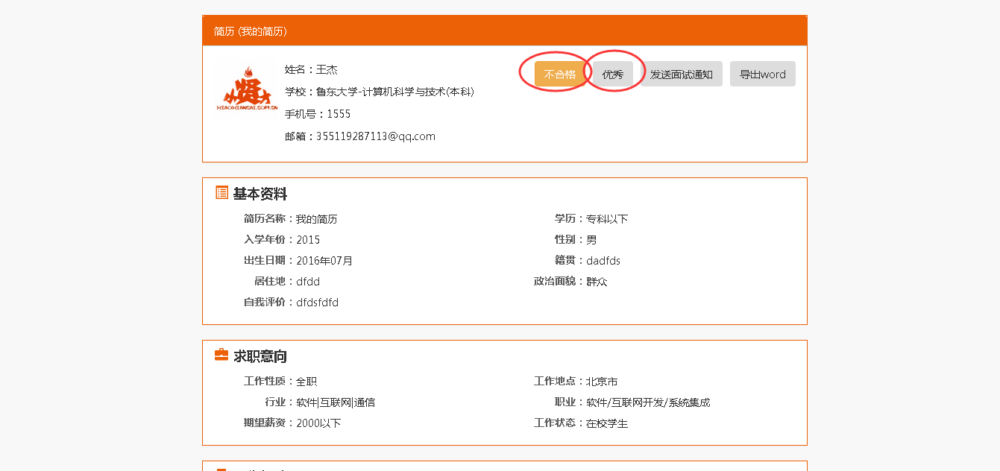 简历 (我的简历)
不合格 优秀 发送面试通知 导出word
姓名：王杰
学校：鲁东大学-计算机科学与技术(本科)
手机号：1555
邮箱：355119287113@qq.com
贤
XIAOXIANCAI.COM.CN
基本资料
简历名称：我的简历 学历：专科以下
入学年份：2015 性别：男
出生日期：2016年07月 籍贯：dadfds
居住地：dfdd 政治面貌：群众
自我评价：dfdsfdfd
求职意向
工作性质：全职 工作地点：北京市
行业：软件|互联网|通信 职业：软件/互联网开发/系统集成
期望薪资：2000以下 工作状态：在校学生